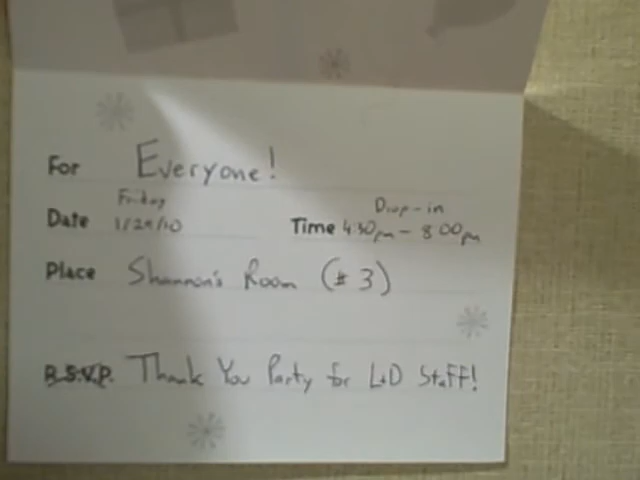 For Everyone!
Friday
Date 1/29/10
Drop-in
Time 4:30pm - 8:00pm
Place Shannon's Room (#3)
R.S.V.P. Thank You Party for L+D Staff!